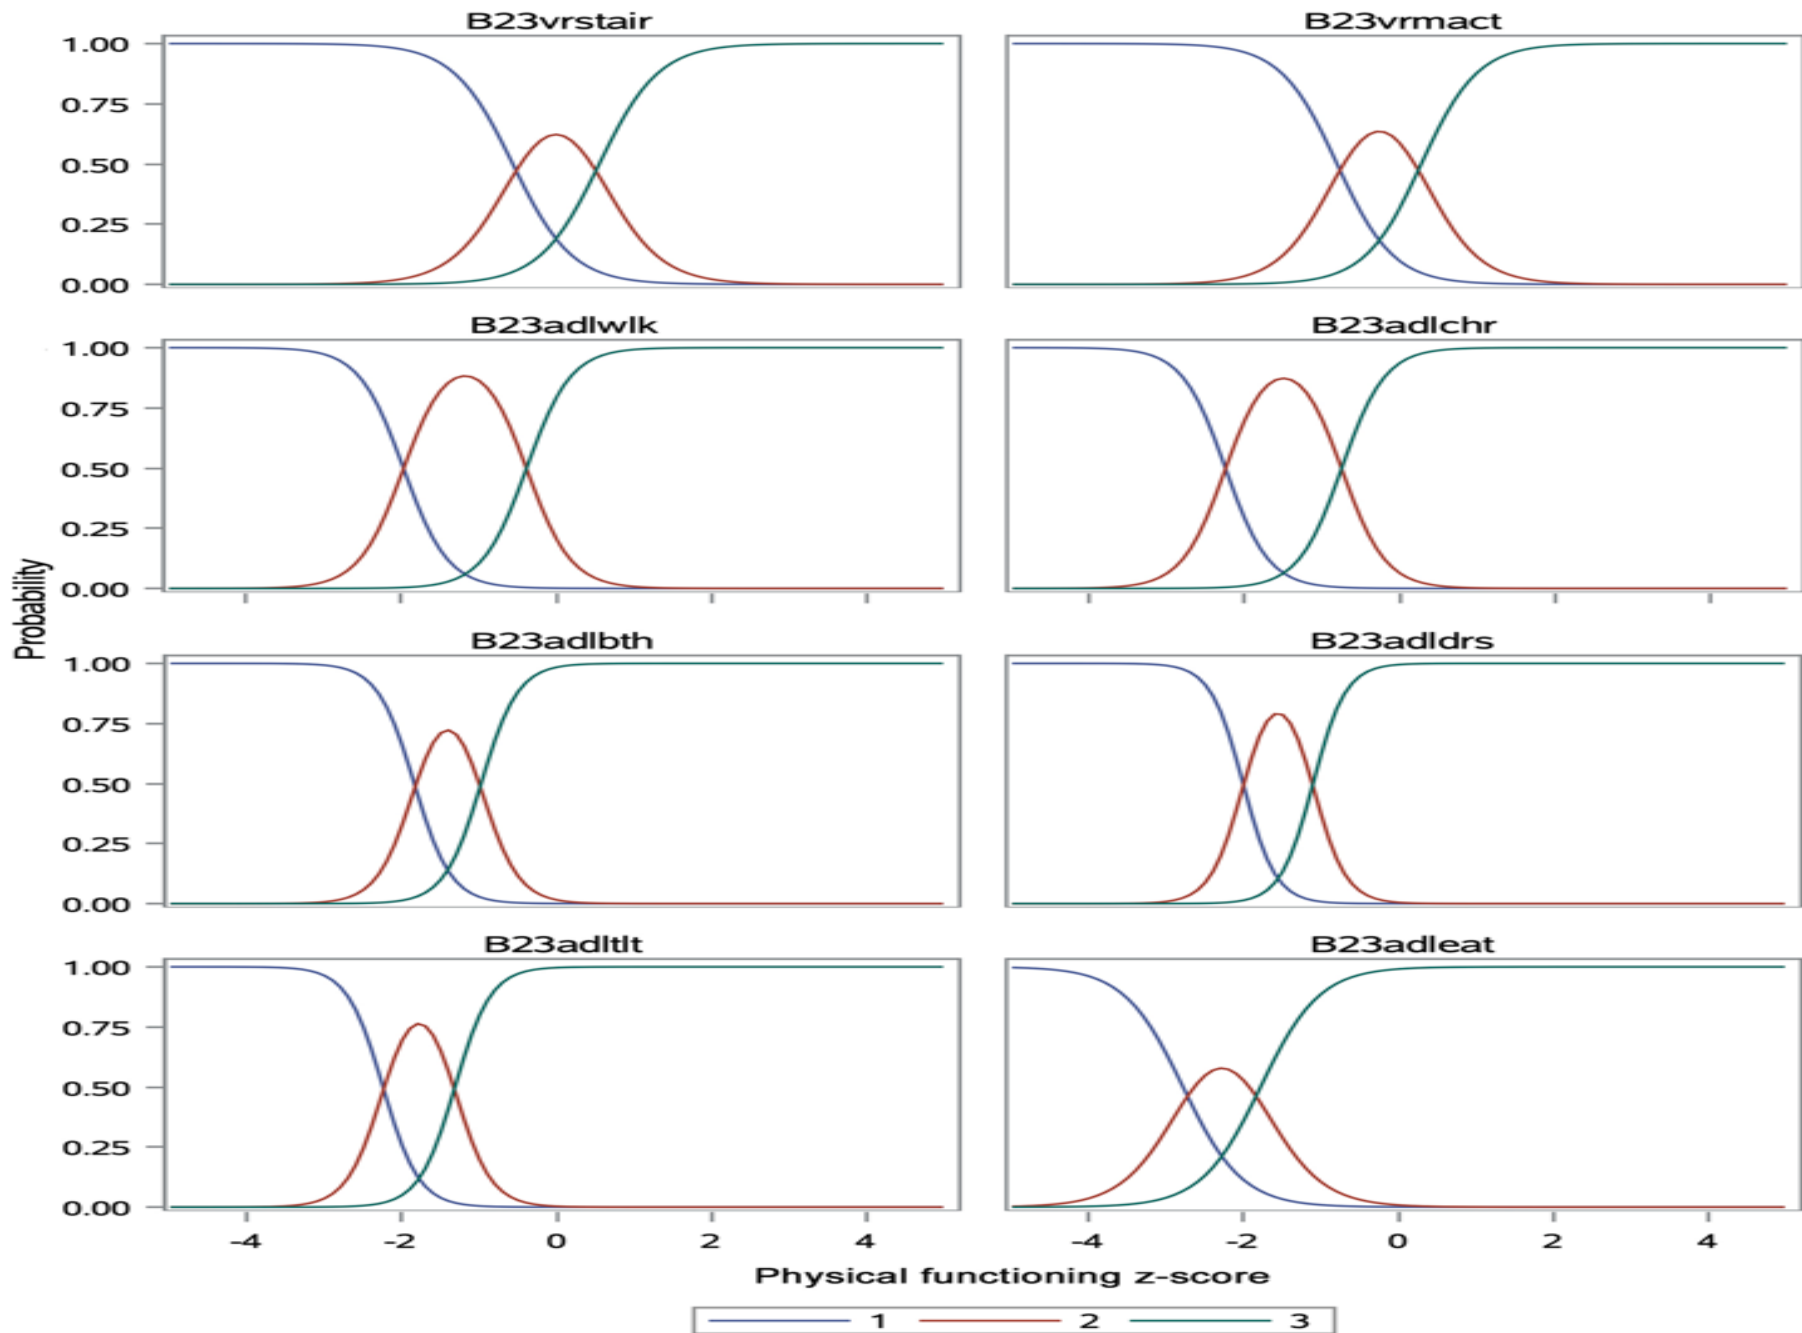 B23vrstair B23vrmact
1.00
0.75
0.50
0.25
0.00
B23adlwlk B23adlchr
1.00
0.75
0.50
0.25
0.00
Probability
B23adlbth B23adldrs
1.00
0.75
0.50
0.25
0.00
B23adltlt B23adleat
1.00
0.75
0.50
0.25
0.00
-4 -2 0 2 4 -4 -2 0 2 4
Physical functioning z-score
1 2 3